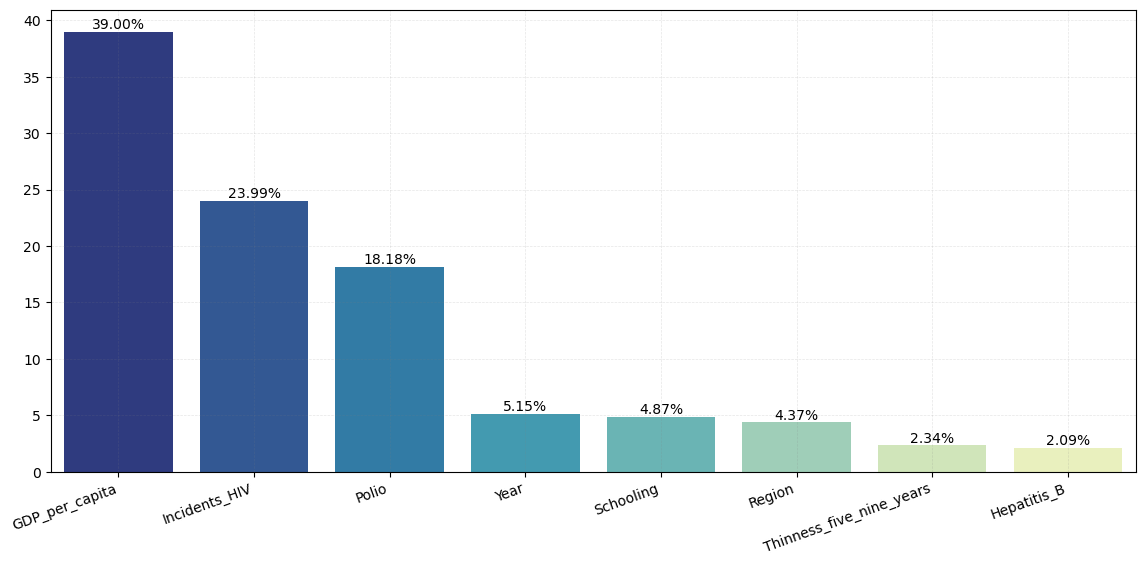 40
35
30
25
20
15
10
5
0
39.00%
23.99%
18.18%
5.15%
4.87%
4.37%
2.34%
2.09%
GDP_per_capita
Incidents_HIV
Polio
Year
Schooling
Region
Thinness_five_nine_years
Hepatitis_B